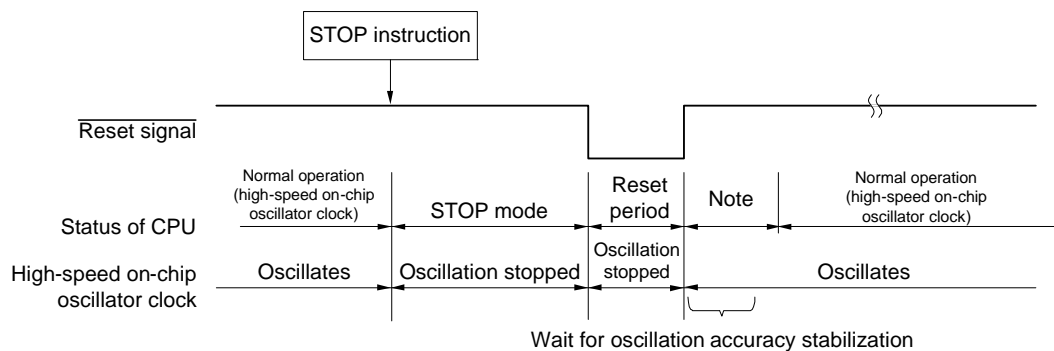 STOP instruction
Reset signal
Normal operation
(high-speed on-chip
oscillator clock)
STOP mode
Reset
period
Note
Normal operation
(high-speed on-chip
oscillator clock)
Status of CPU
High-speed on-chip
oscillator clock
Oscillates
Oscillation stopped
Oscillation
stopped
Oscillates
Wait for oscillation accuracy stabilization